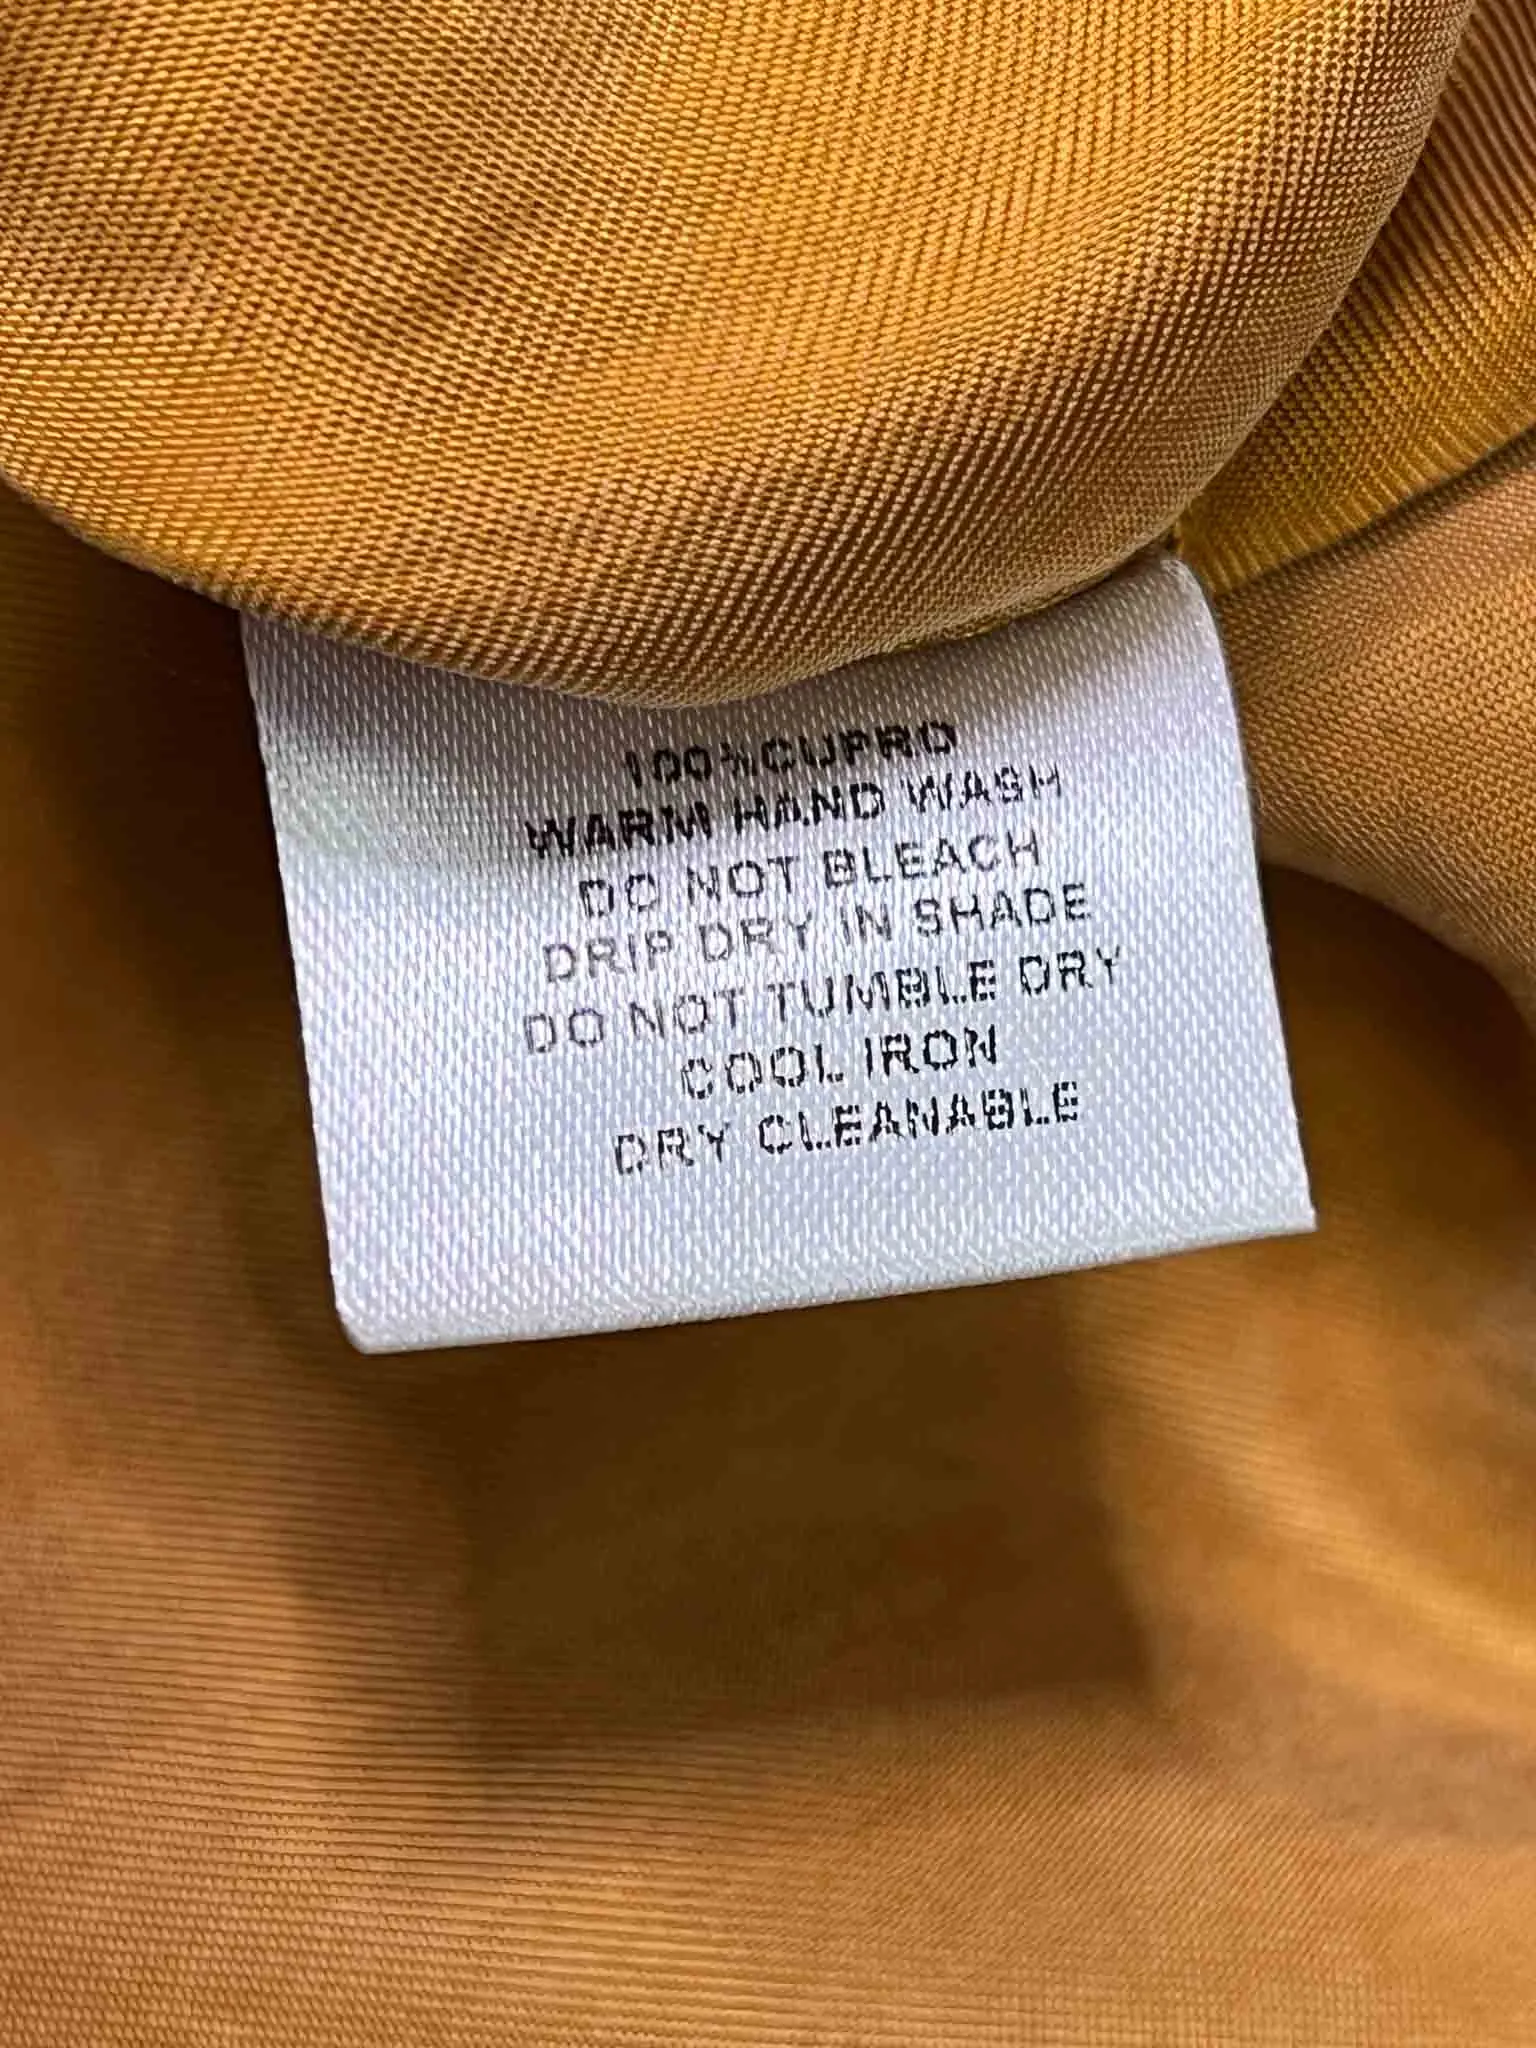 100%CUPRO
WARM HAND WASH
DO NOT BLEACH
DRIP DRY IN SHADE
DO NOT TUMBLE DRY
COOL IRON
DRY CLEANABLE